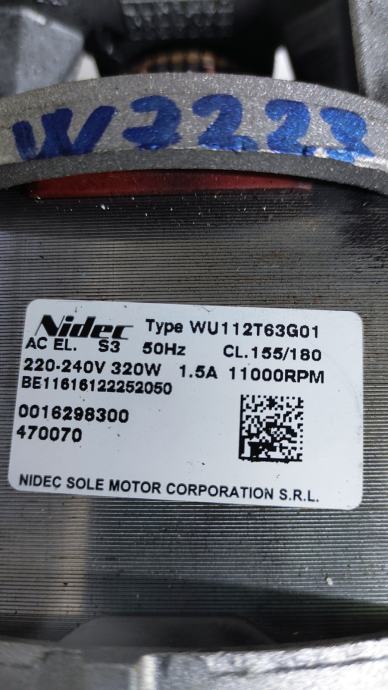 W2223
Nidec Type WU112T63G01
AC EL. S3 50Hz CL.155/180
220-240V 320W 1.5A 11000RPM
BE11616122252050
0016298300
470070
NIDEC SOLE MOTOR CORPORATION S.R.L.